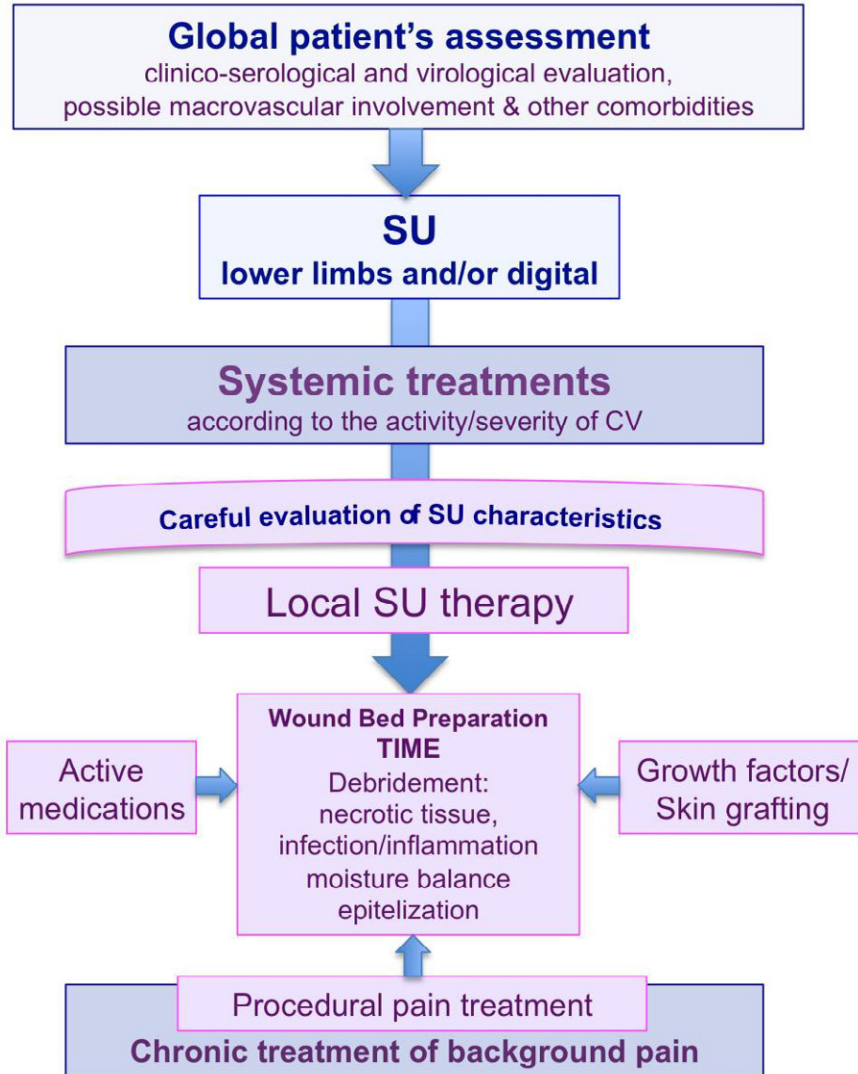 Global patient's assessment
clinico-serological and virological evaluation,
possible macrovascular involvement & other comorbidities
SU
lower limbs and/or digital
Systemic treatments
according to the activity/severity of CV
Careful evaluation of SU characteristics
Local SU therapy
Wound Bed Preparation
TIME
Debridement:
necrotic tissue,
infection/inflammation
moisture balance
epitelization
Active
medications
Growth factors/
Skin grafting
Procedural pain treatment
Chronic treatment of background pain